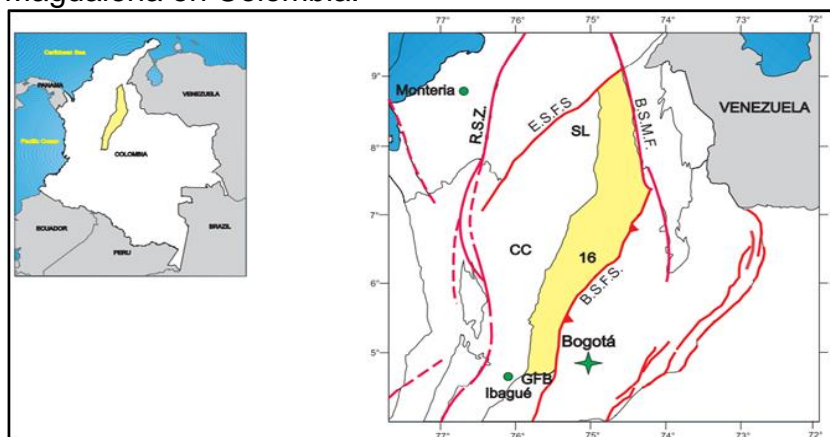 magdalena en Colombia.
Caribbean Sea
PANAMA
VENEZUELA
Pacific Ocean
COLOMBIA
ECUADOR
PERU
BRAZIL
77° 76° 75° 74° 73° 72°
9°
8°
7°
6°
5°
Monteria
R.S.Z.
E.S.F.S
SL
B.S.M.F.
VENEZUELA
CC
16
B.S.F.S.
Bogotá
GFB
Ibagué
77° 76° 75° 74° 73° 72°